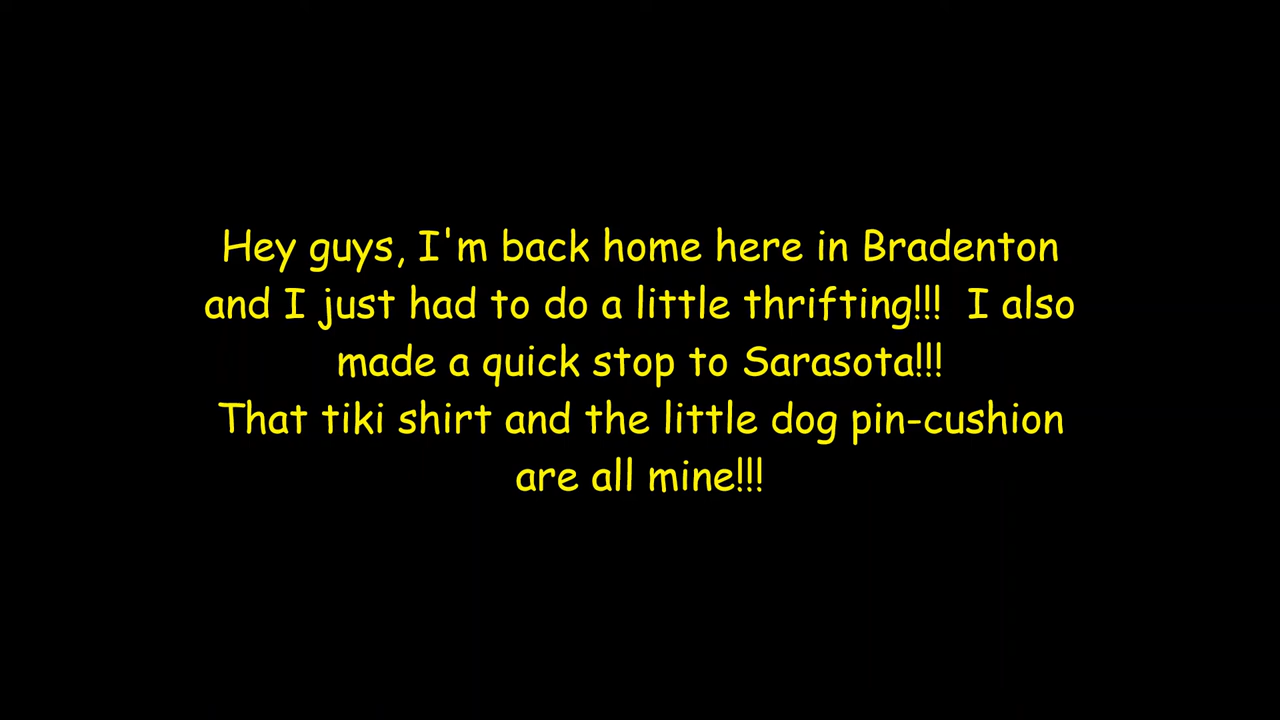 Hey guys, I'm back home here in Bradenton
and I just had to do a little thrifting!!!  I also
made a quick stop to Sarasota!!!
That tiki shirt and the little dog pin-cushion
are all mine!!!